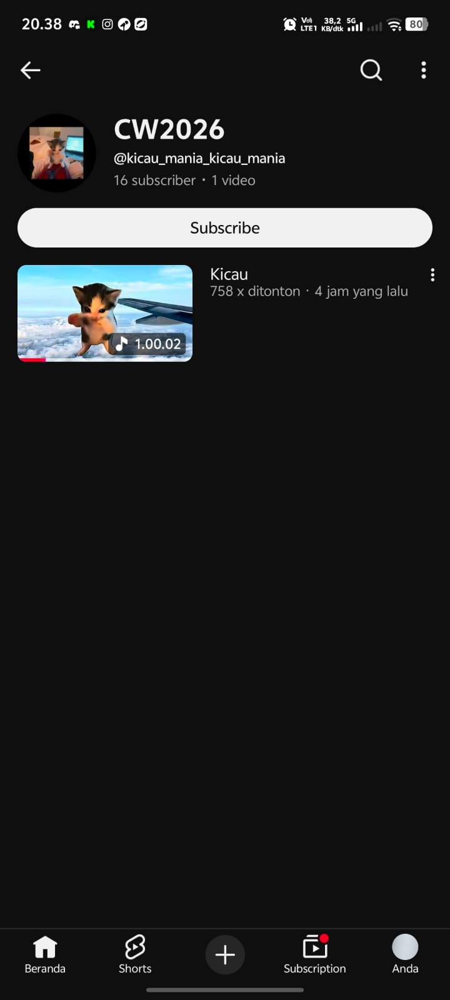 20.38
Vo))
LTE1
38,2
KB/dtk
5G
80
CW2026
@kicau_mania_kicau_mania
16 subscriber • 1 video
Subscribe
Kicau
758 x ditonton · 4 jam yang lalu
1.00.02
Beranda
Shorts
Subscription
Anda